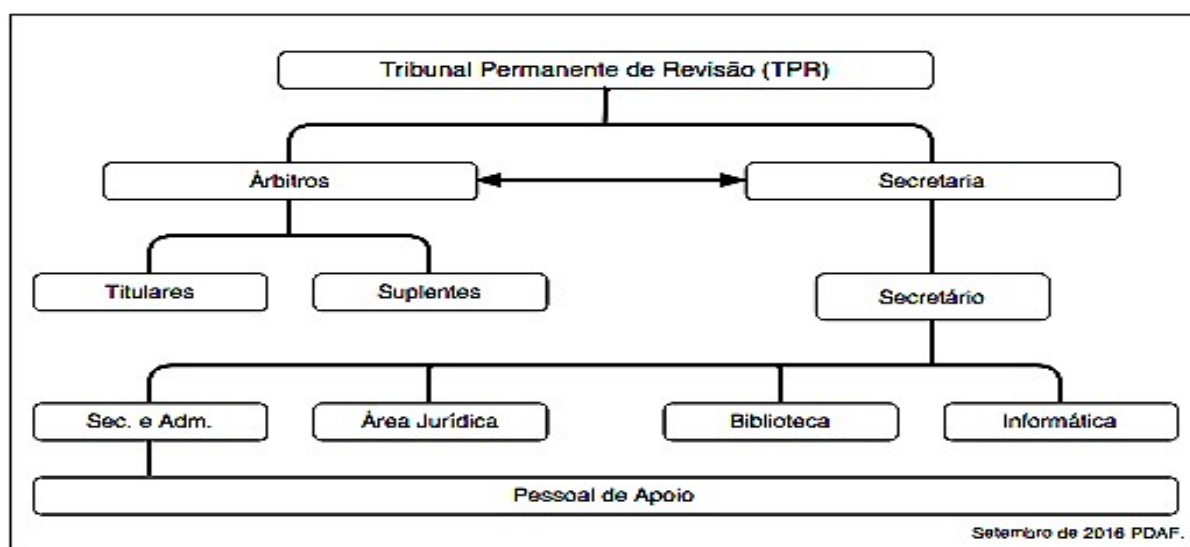 Tribunal Permanente de Revisão (TPR)
Árbitros
Secretaria
Titulares
Suplentes
Secretário
Sec. e Adm.
Área Jurídica
Biblioteca
Informática
Pessoal de Apoio
Setembro de 2016 PDAF.